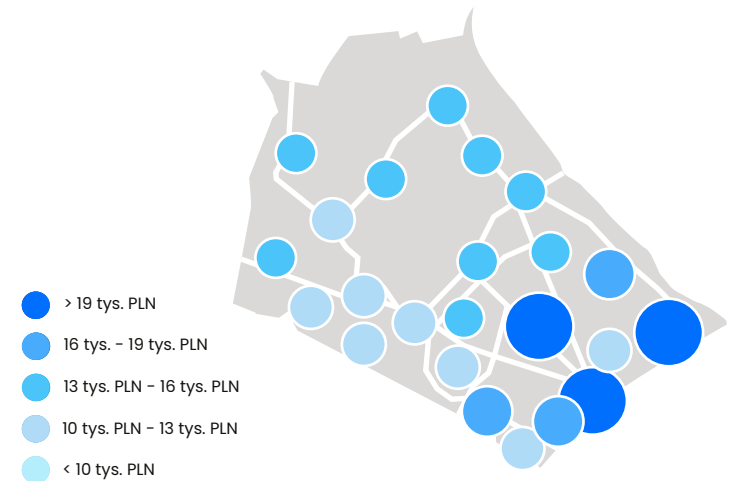 > 19 tys. PLN
16 tys. - 19 tys. PLN
13 tys. PLN - 16 tys. PLN
10 tys. PLN - 13 tys. PLN
< 10 tys. PLN